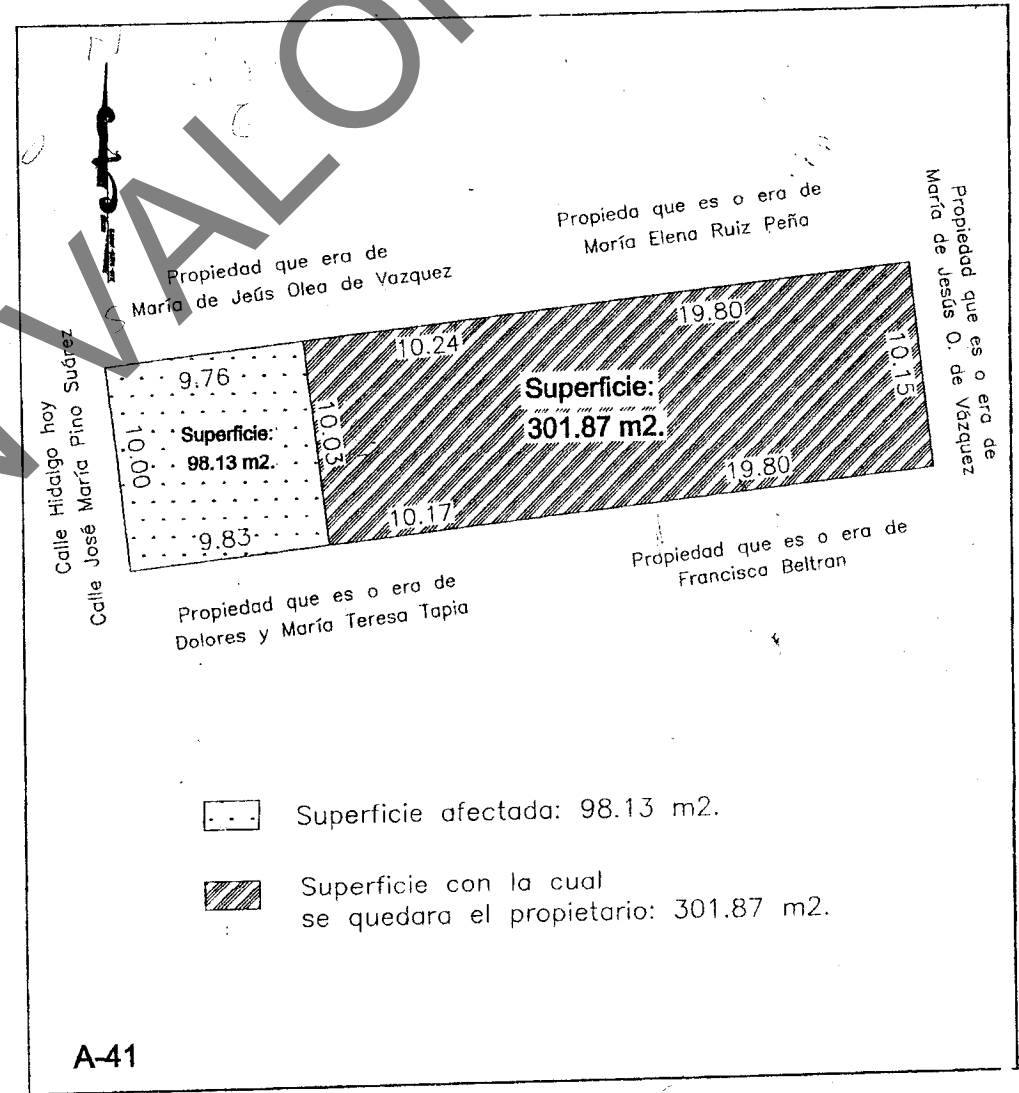 VALO
Propiedad que era de
María de Jeús Olea de Vazquez
Propieda que es o era de
María Elena Ruiz Peña
Propiedad que es o era de
María de Jesús O. de Vázquez
Calle Hidalgo hoy
Calle José María Pino Suárez
9.76
10.24
19.80
10.00
Superficie:
98.13 m2.
10.03
Superficie:
301.87 m2.
10.15
9.83
10.17
19.80
Propiedad que es o era de
Dolores y María Teresa Tapia
Propiedad que es o era de
Francisca Beltran
Superficie afectada: 98.13 m2.
Superficie con la cual
se quedara el propietario: 301.87 m2.
A-41